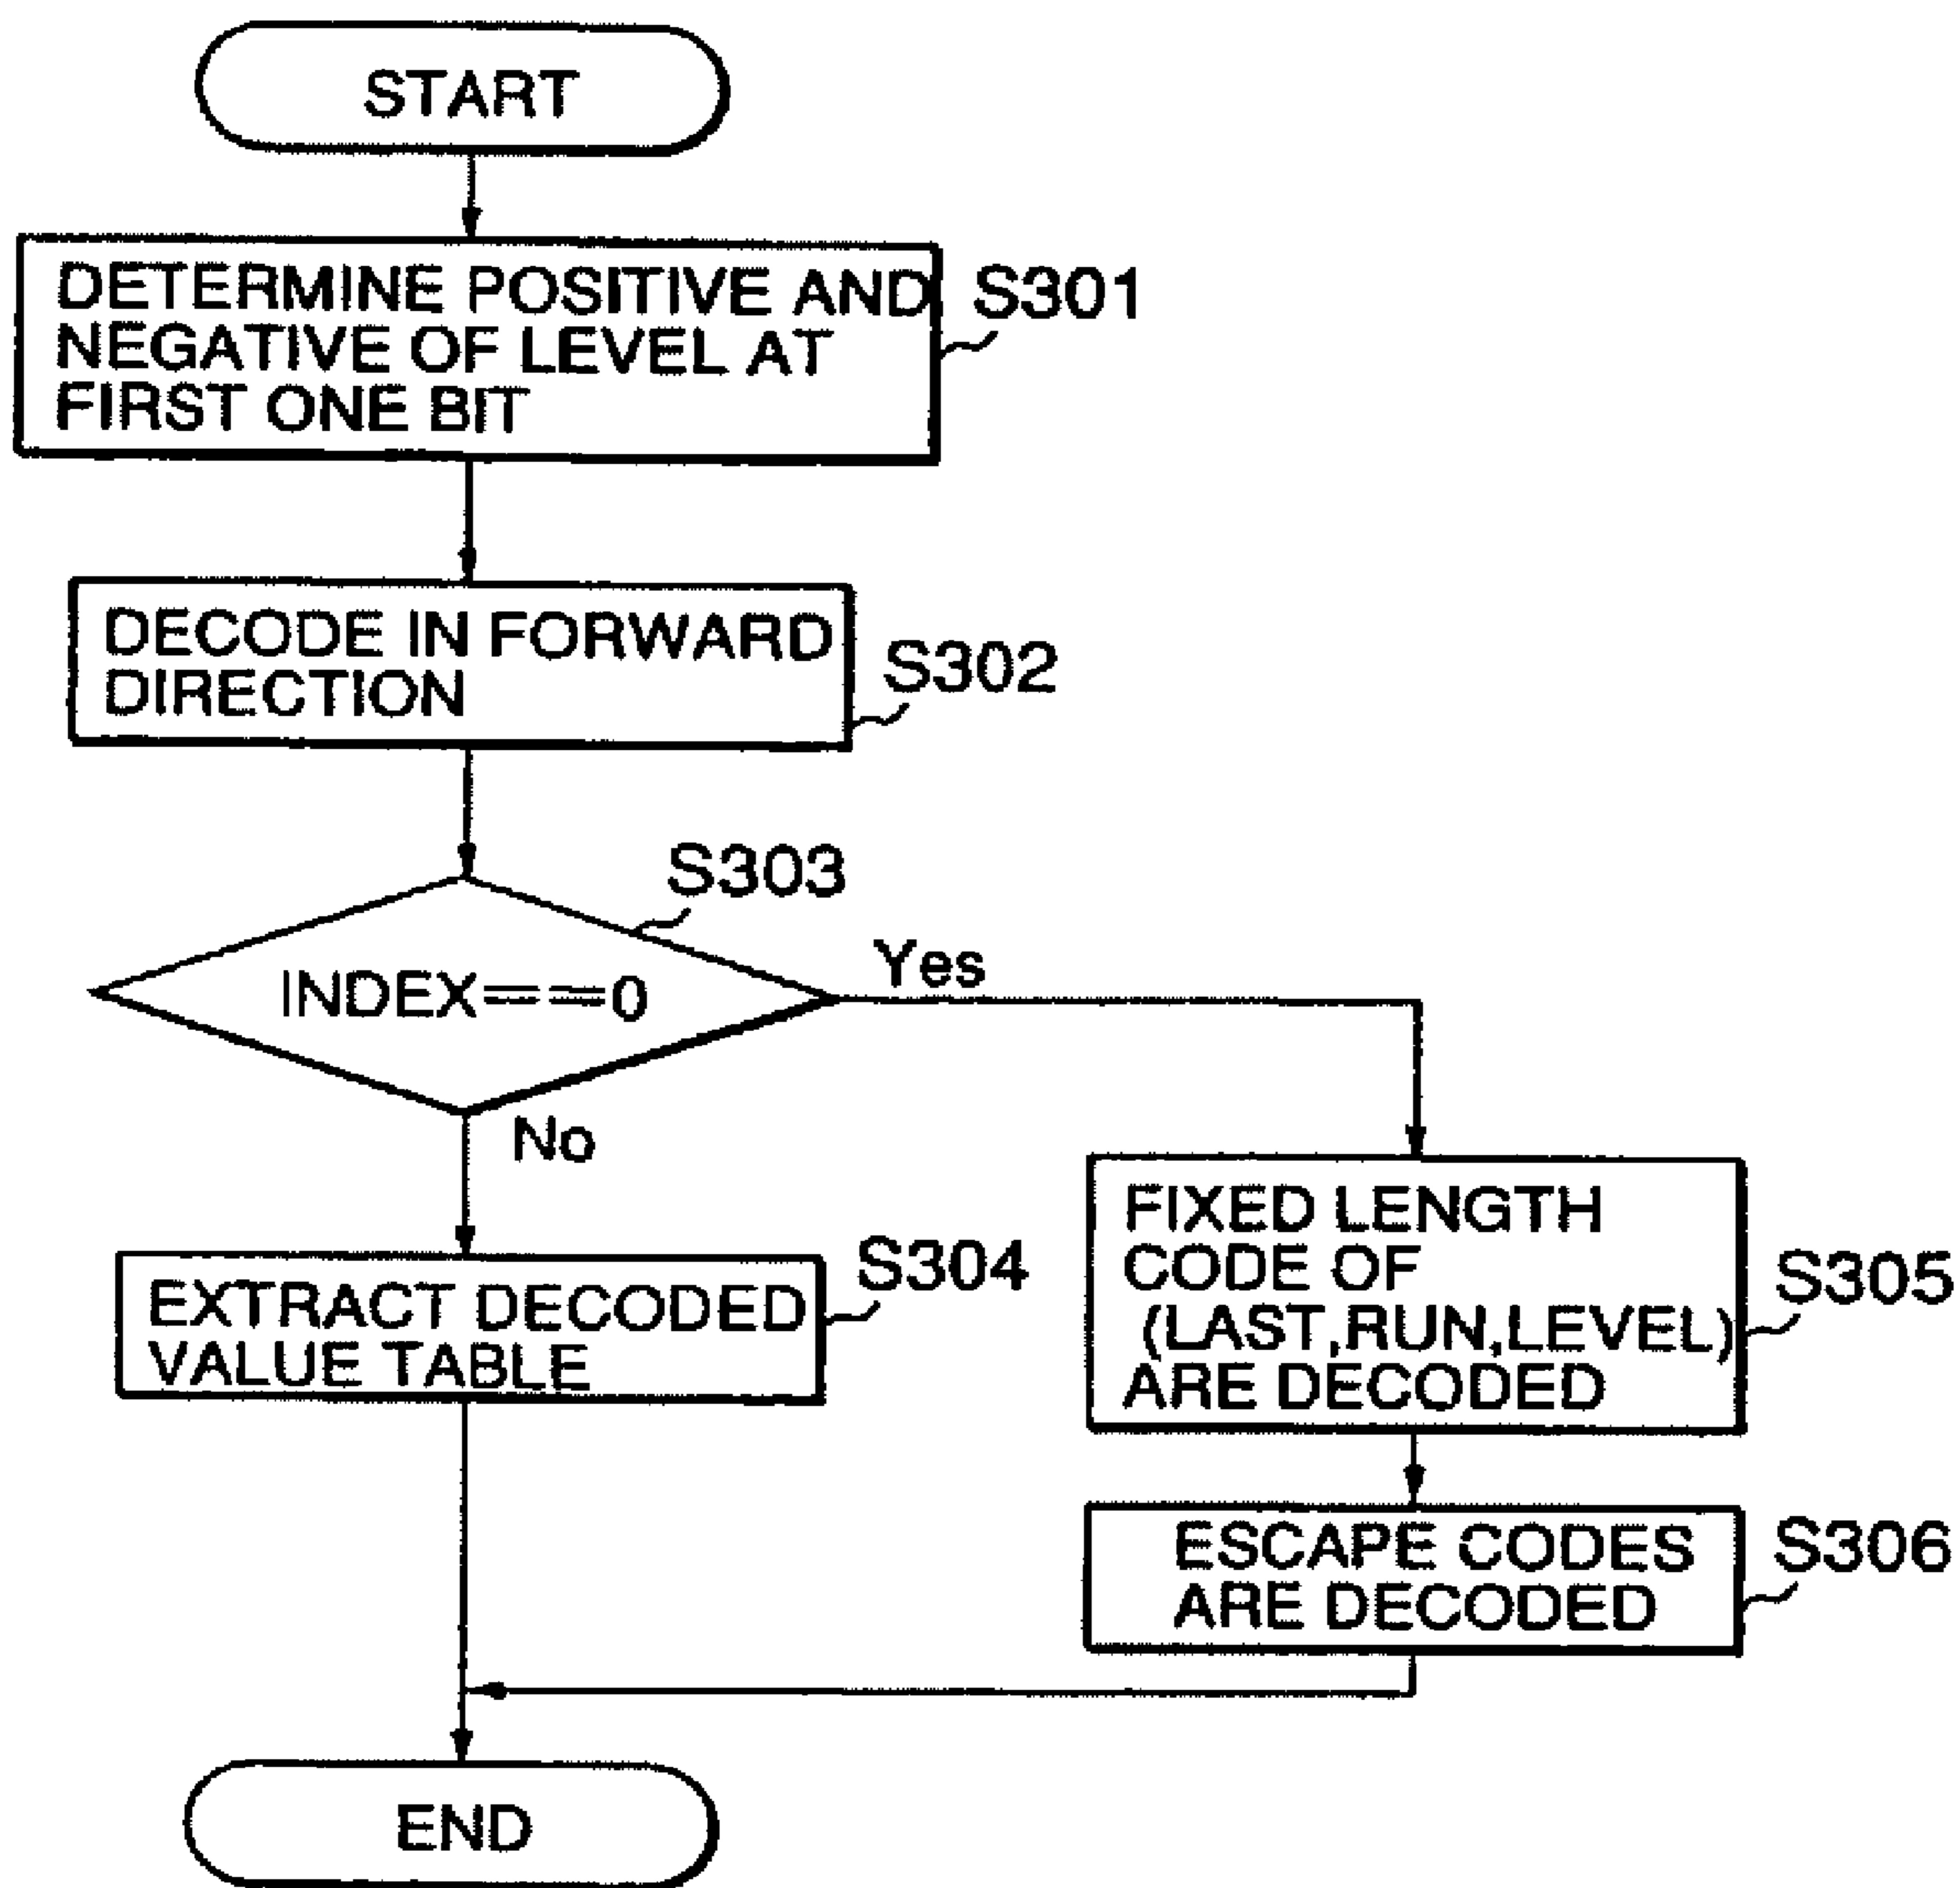 START
DETERMINE POSITIVE AND
NEGATIVE OF LEVEL AT
FIRST ONE BIT
S301
DECODE IN FORWARD
DIRECTION
S302
S303
INDEX==0
Yes
No
EXTRACT DECODED
VALUE TABLE
S304
FIXED LENGTH
CODE OF
(LAST,RUN,LEVEL)
ARE DECODED
S305
ESCAPE CODES
ARE DECODED
S306
END